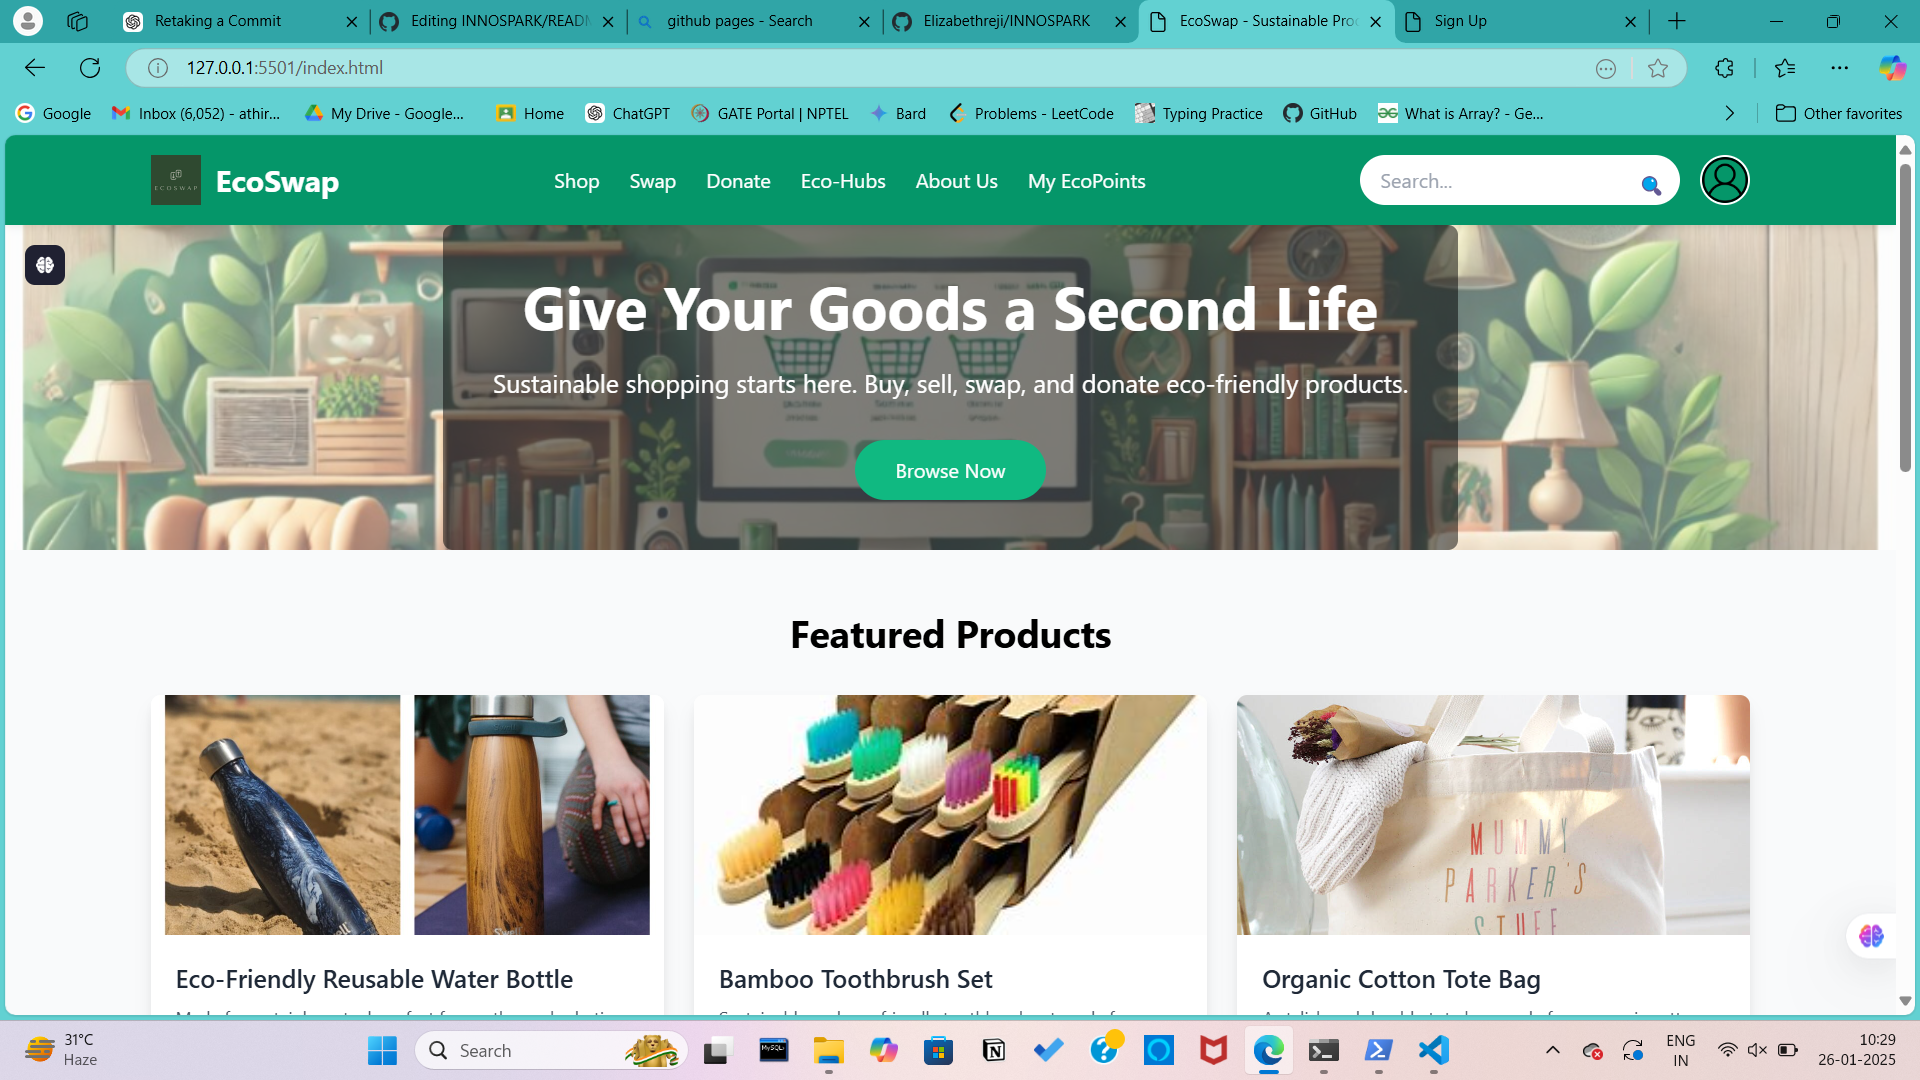 Retaking a Commit
Editing INNOSPARK/READM
github pages - Search
Elizabethreji/INNOSPARK
EcoSwap - Sustainable Proc
Sign Up
127.0.0.1:5501/index.html
Google
Inbox (6,052) - athir...
My Drive - Google...
Home
ChatGPT
GATE Portal | NPTEL
Bard
Problems - LeetCode
Typing Practice
GitHub
What is Array? - Ge...
Other favorites
ECOSWAP
EcoSwap
Shop
Swap
Donate
Eco-Hubs
About Us
My EcoPoints
Search...
Give Your Goods a Second Life
Sustainable shopping starts here. Buy, sell, swap, and donate eco-friendly products.
Browse Now
Featured Products
MUMMY
PARKER'S
STUFF
Eco-Friendly Reusable Water Bottle
Bamboo Toothbrush Set
Organic Cotton Tote Bag
31°C
Haze
Search
MySQL
ENG
IN
10:29
26-01-2025